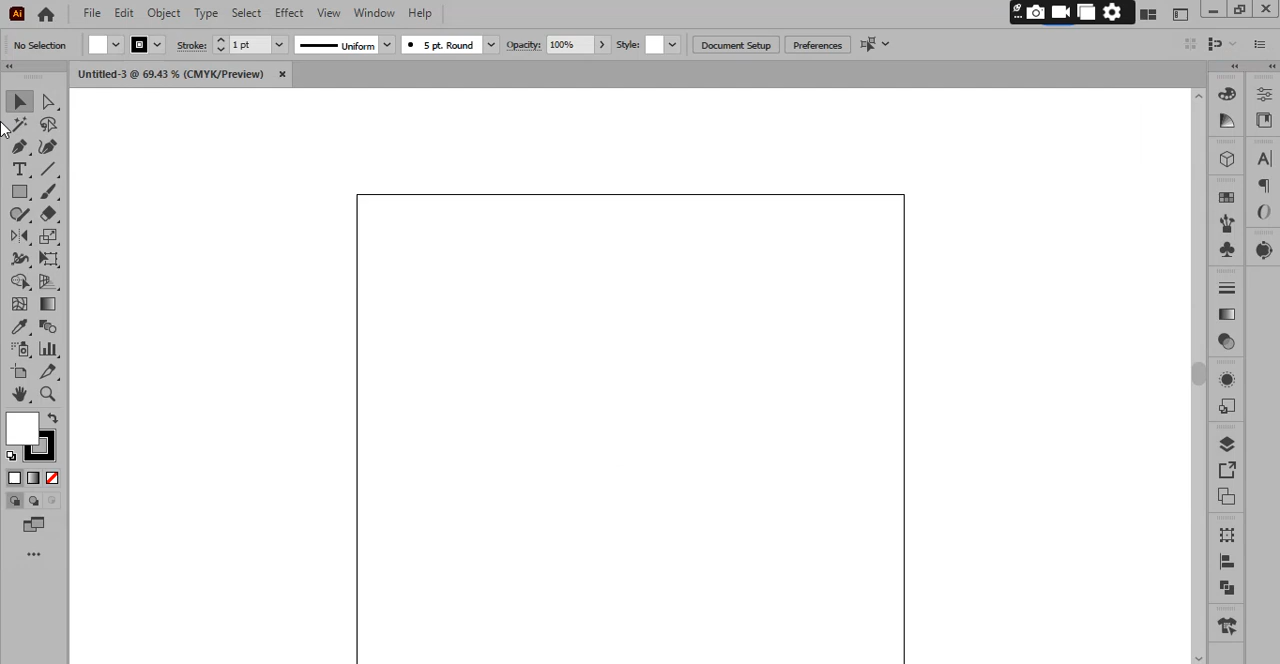 Ai File Edit Object Type Select Effect View Window Help
No Selection Stroke: 1 pt Uniform 5 pt. Round Opacity: 100% Style: Document Setup Preferences
Untitled-3 @ 69.43 % (CMYK/Preview)